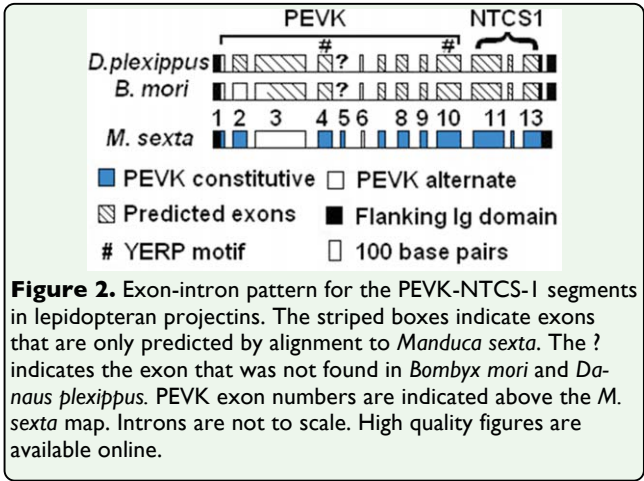 PEVK NTCS1
# #
D.plexippus ?
B. mori ?
1 2 3 4 5 6 8 9 10 11 13
M. sexta
PEVK constitutive PEVK alternate
Predicted exons Flanking Ig domain
# YERP motif 100 base pairs
Figure 2. Exon-intron pattern for the PEVK-NTCS-1 segments
in lepidopteran projectins. The striped boxes indicate exons
that are only predicted by alignment to Manduca sexta. The ?
indicates the exon that was not found in Bombyx mori and Da-
naus plexippus. PEVK exon numbers are indicated above the M.
sexta map. Introns are not to scale. High quality figures are
available online.